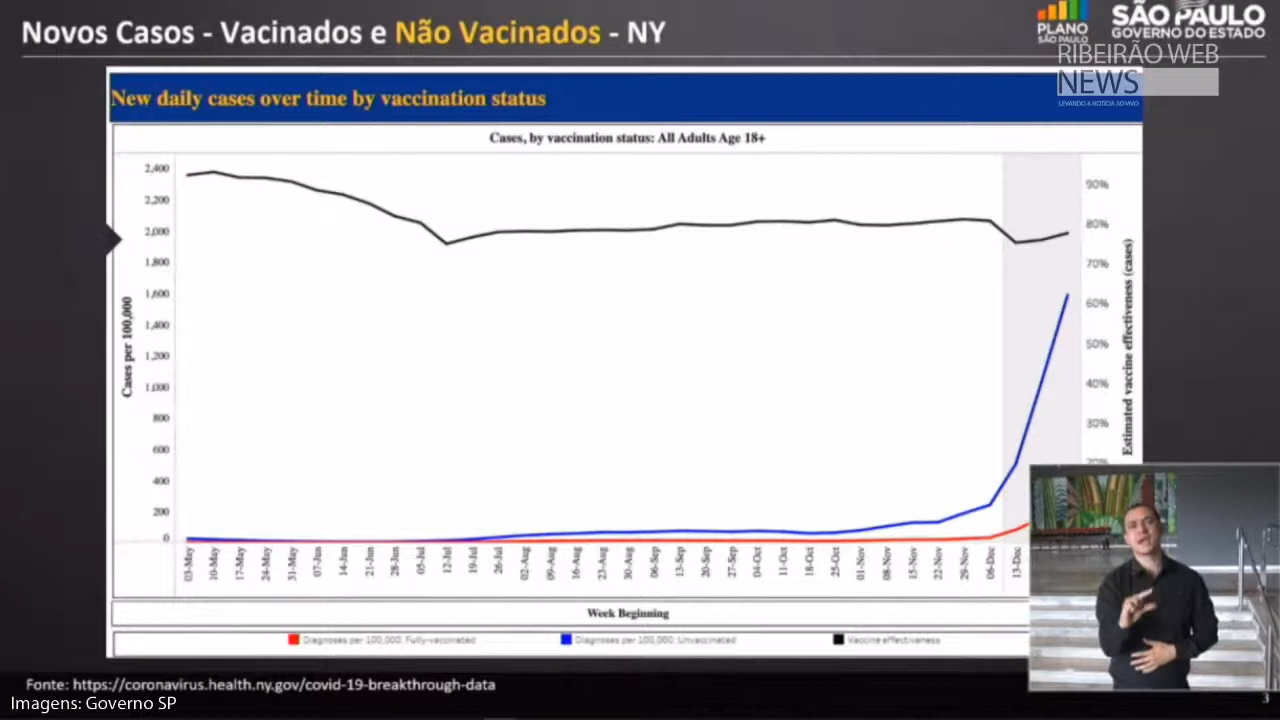 Novos Casos - Vacinados e Não Vacinados - NY
PLANO
SÃO PAULO
SÃO PAULO
GOVERNO DO ESTADO
RIBEIRÃO WEB
NEWS
LEVANDO A NOTÍCIA AO VIVO
New daily cases over time by vaccination status
Cases, by vaccination status: All Adults Age 18+
Cases per 100,000
2,400
2,200
2,000
1,800
1,600
1,400
1,200
1,000
800
600
400
200
0
90%
80%
70%
60%
50%
40%
30%
20%
Estimated vaccine effectiveness (cases)
03-May
10-May
17-May
24-May
31-May
07-Jun
14-Jun
21-Jun
28-Jun
05-Jul
12-Jul
19-Jul
26-Jul
02-Aug
09-Aug
16-Aug
23-Aug
30-Aug
06-Sep
13-Sep
20-Sep
27-Sep
04-Oct
11-Oct
18-Oct
25-Oct
01-Nov
08-Nov
15-Nov
22-Nov
29-Nov
06-Dec
13-Dec
Week Beginning
Diagnoses per 100,000: Fully-vaccinated
Diagnoses per 100,000: Unvaccinated
Vaccine effectiveness
Fonte: https://coronavirus.health.ny.gov/covid-19-breakthrough-data
Imagens: Governo SP
3